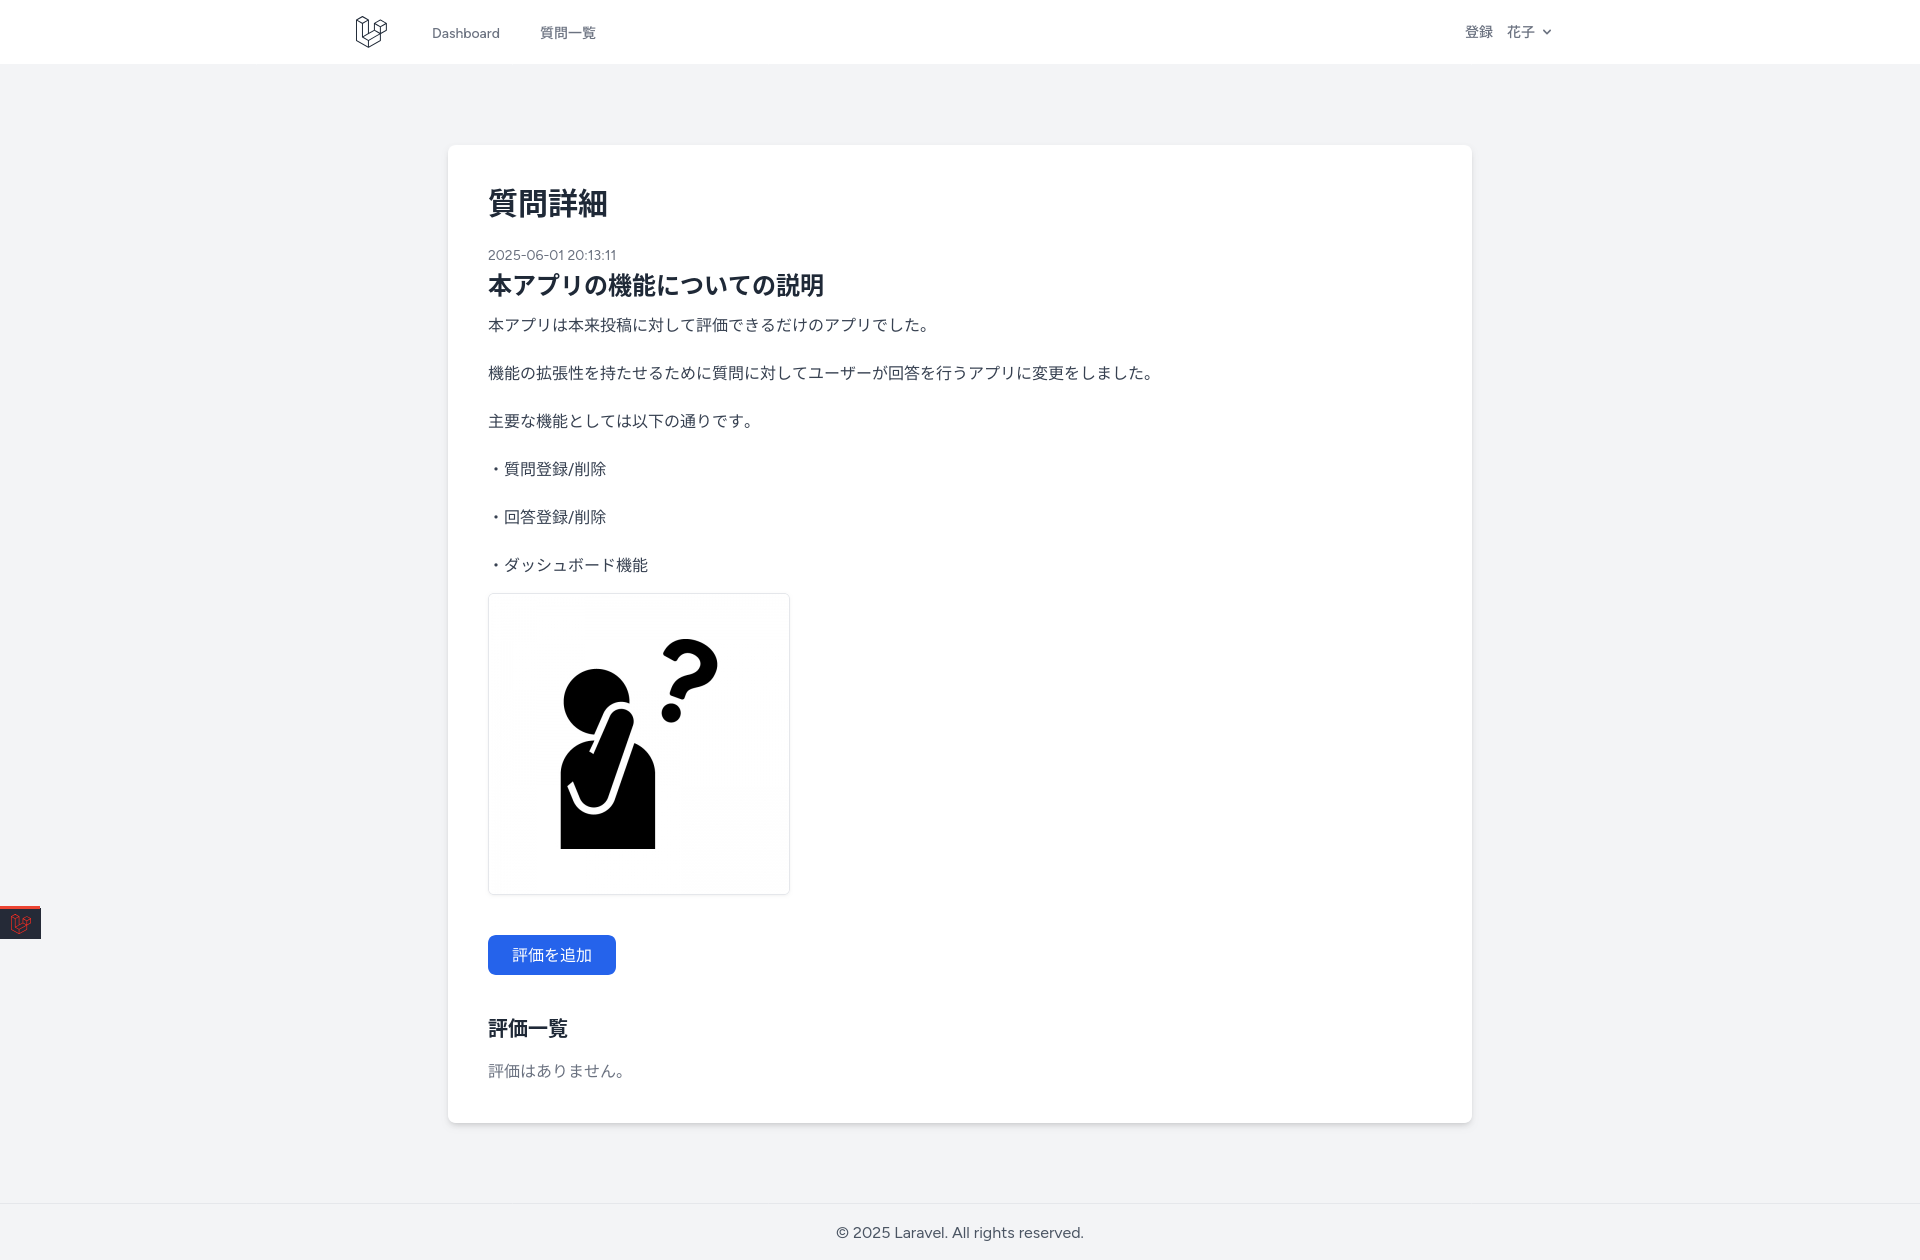 Dashboard 質問一覧 登録 花子
質問詳細
2025-06-01 20:13:11
本アプリの機能についての説明
本アプリは本来投稿に対して評価できるだけのアプリでした。
機能の拡張性を持たせるために質問に対してユーザーが回答を行うアプリに変更をしました。
主要な機能としては以下の通りです。
・質問登録/削除
・回答登録/削除
・ダッシュボード機能
?
評価を追加
評価一覧
評価はありません。
© 2025 Laravel. All rights reserved.